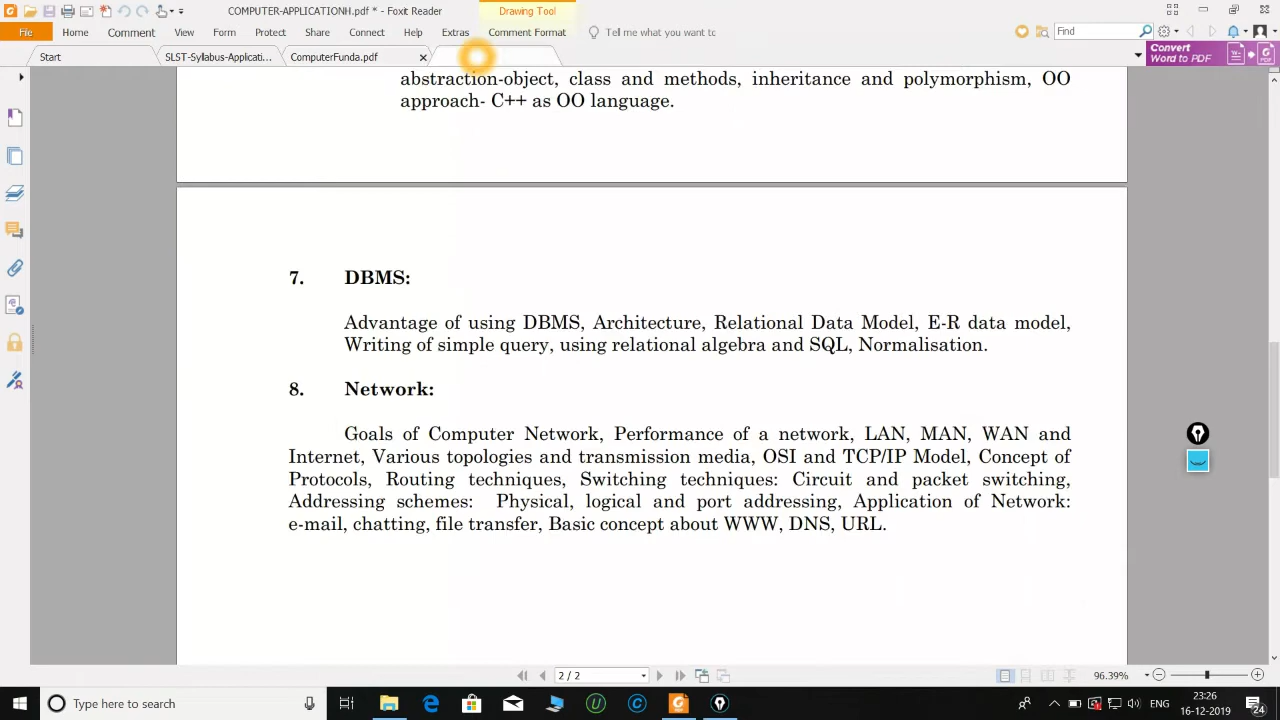 COMPUTER-APPLICATIONH.pdf * - Foxit Reader
Drawing Tool
File Home Comment View Form Protect Share Connect Help Extras Comment Format Tell me what you want tc Find
Start SLST-Syllabus-Applicati... ComputerFunda.pdf
Convert
Word to PDF
abstraction-object, class and methods, inheritance and polymorphism, OO
approach- C++ as OO language.
7. DBMS:
Advantage of using DBMS, Architecture, Relational Data Model, E-R data model,
Writing of simple query, using relational algebra and SQL, Normalisation.
8. Network:
Goals of Computer Network, Performance of a network, LAN, MAN, WAN and
Internet, Various topologies and transmission media, OSI and TCP/IP Model, Concept of
Protocols, Routing techniques, Switching techniques: Circuit and packet switching,
Addressing schemes: Physical, logical and port addressing, Application of Network:
e-mail, chatting, file transfer, Basic concept about WWW, DNS, URL.
2 / 2
96.39%
Type here to search
ENG
23:26
16-12-2019
24